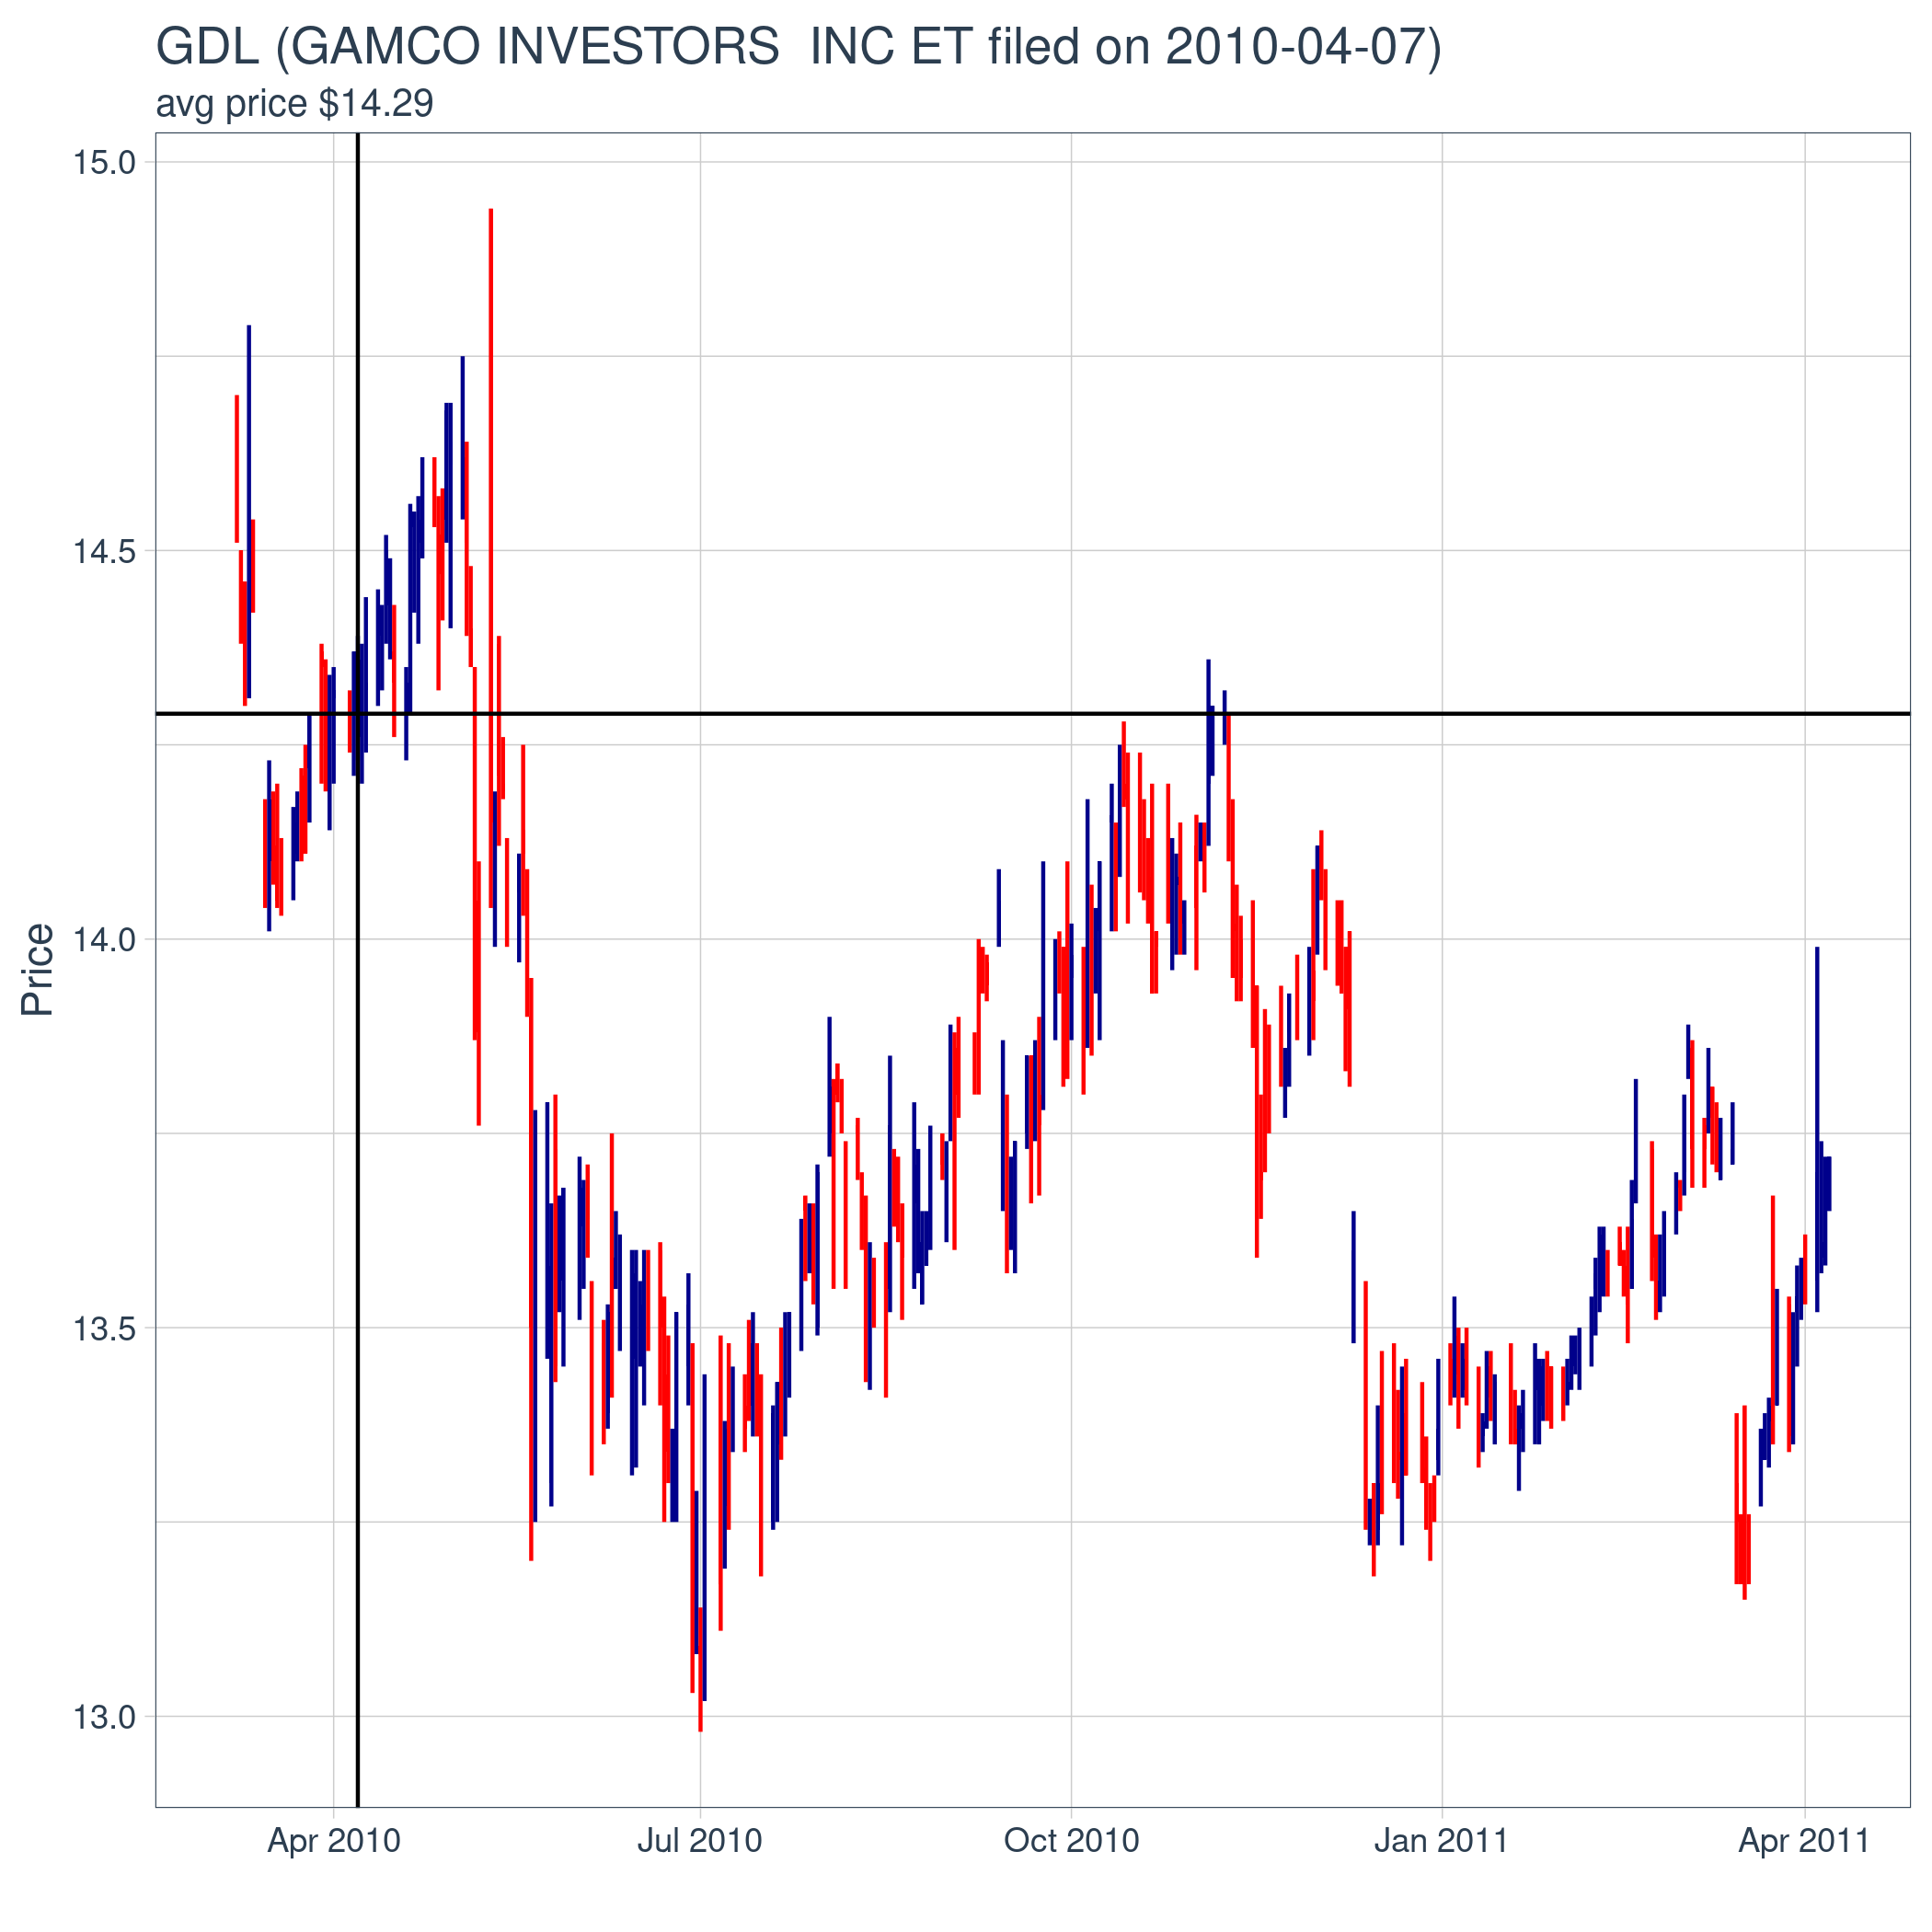 GDL (GAMCO INVESTORS  INC ET filed on 2010-04-07)
avg price $14.29
15.0
14.5
14.0
13.5
13.0
Price
Apr 2010
Jul 2010
Oct 2010
Jan 2011
Apr 2011